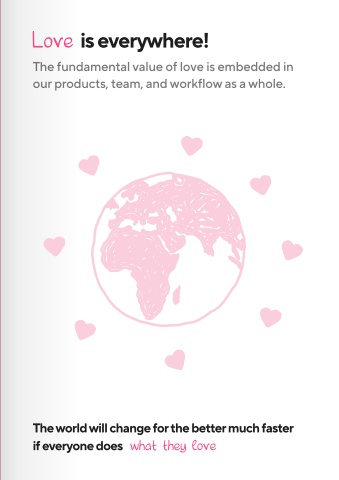 Love is everywhere!
The fundamental value of love is embedded in
our products, team, and workflow as a whole.
The world will change for the better much faster
if everyone does what they love